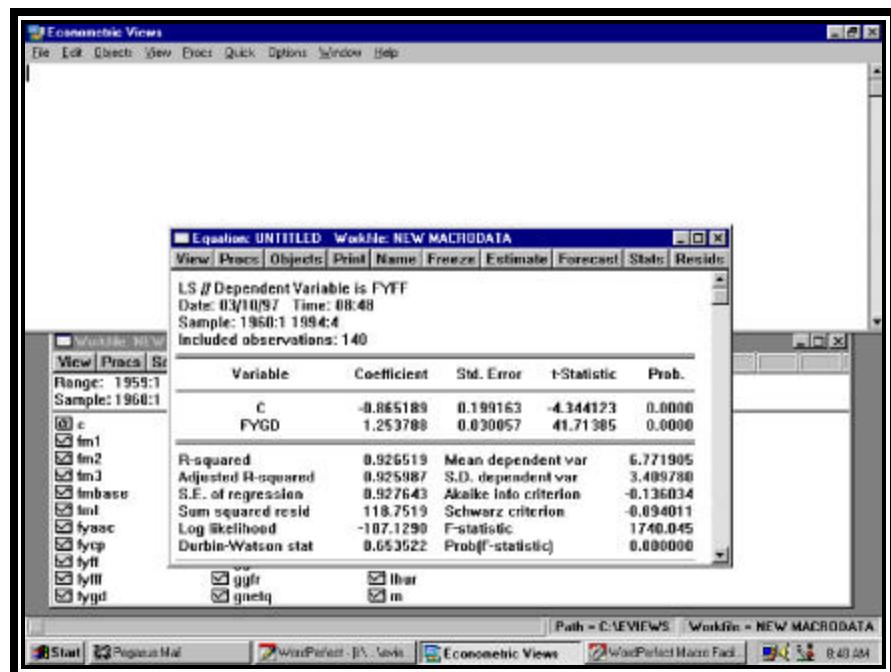 Econometric Views
File Edit Objects View Procs Quick Options Window Help
Equation: UNTITLED Workfile: NEW MACRODATA
View Procs Objects Print Name Freeze Estimate Forecast Stats Resids
LS // Dependent Variable is FYFF
Date: 03/10/97 Time: 08:48
Sample: 1960:1 1994:4
Included observations: 140
Variable Coefficient Std. Error t-Statistic Prob.
C -0.865189 0.199163 -4.344123 0.0000
FYGD 1.253788 0.030057 41.71385 0.0000
R-squared 0.926519 Mean dependent var 6.771905
Adjusted R-squared 0.925987 S.D. dependent var 3.409780
S.E. of regression 0.927643 Akaike info criterion -0.136034
Sum squared resid 118.7519 Schwarz criterion -0.094011
Log likelihood -187.1290 F-statistic 1740.045
Durbin-Watson stat 0.653522 Prob(F-statistic) 0.000000
Workfile: NEW
View Procs
Range: 1959:1
Sample: 1960:1
c
fm1
fm2
fm3
fmbase
fyaac
fycp
fyff
ggfr lhur
fygd gnetq m
Path = C:\EVIEWS Workfile = NEW MACRODATA
Start Pegasus Mail WordPerfect - Econometric Views WordPerfect Macro Faci.. 8:48 AM